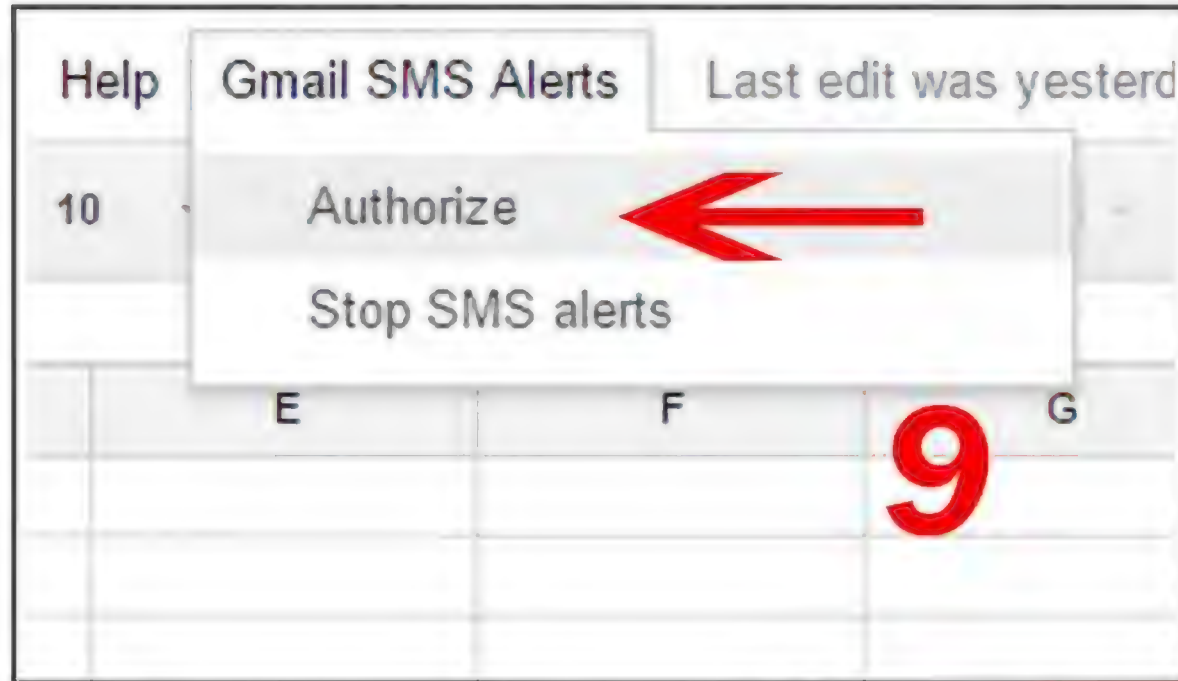 Help Gmail SMS Alerts Last edit was yesterd
10 Authorize
Stop SMS alerts
E F G
9